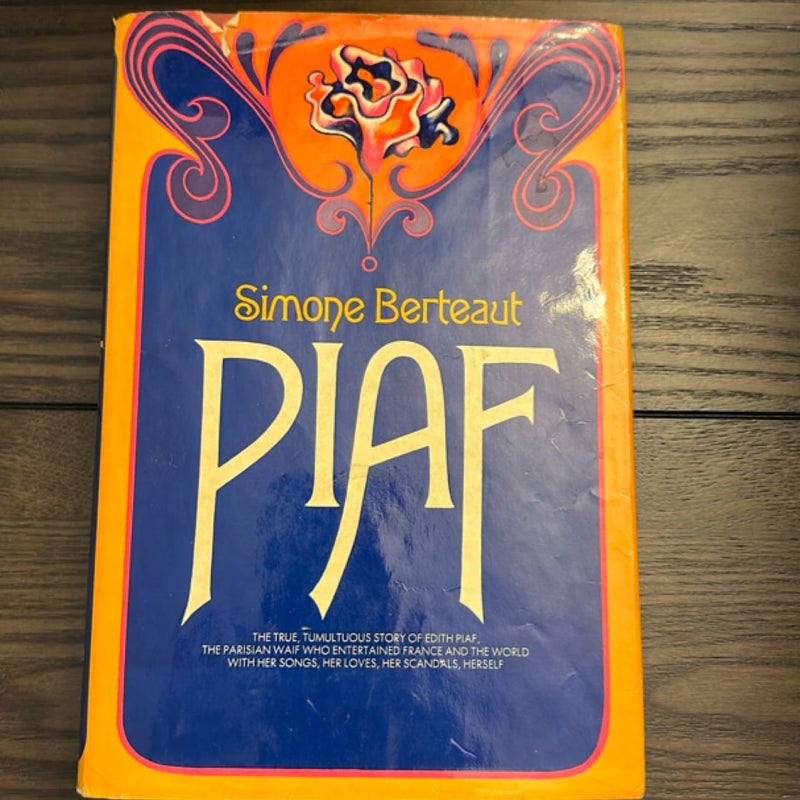 Simone Berteaut
PIAF
THE TRUE, TUMULTUOUS STORY OF EDITH PIAF,
THE PARISIAN WAIF WHO ENTERTAINED FRANCE AND THE WORLD
WITH HER SONGS, HER LOVES, HER SCANDALS, HERSELF